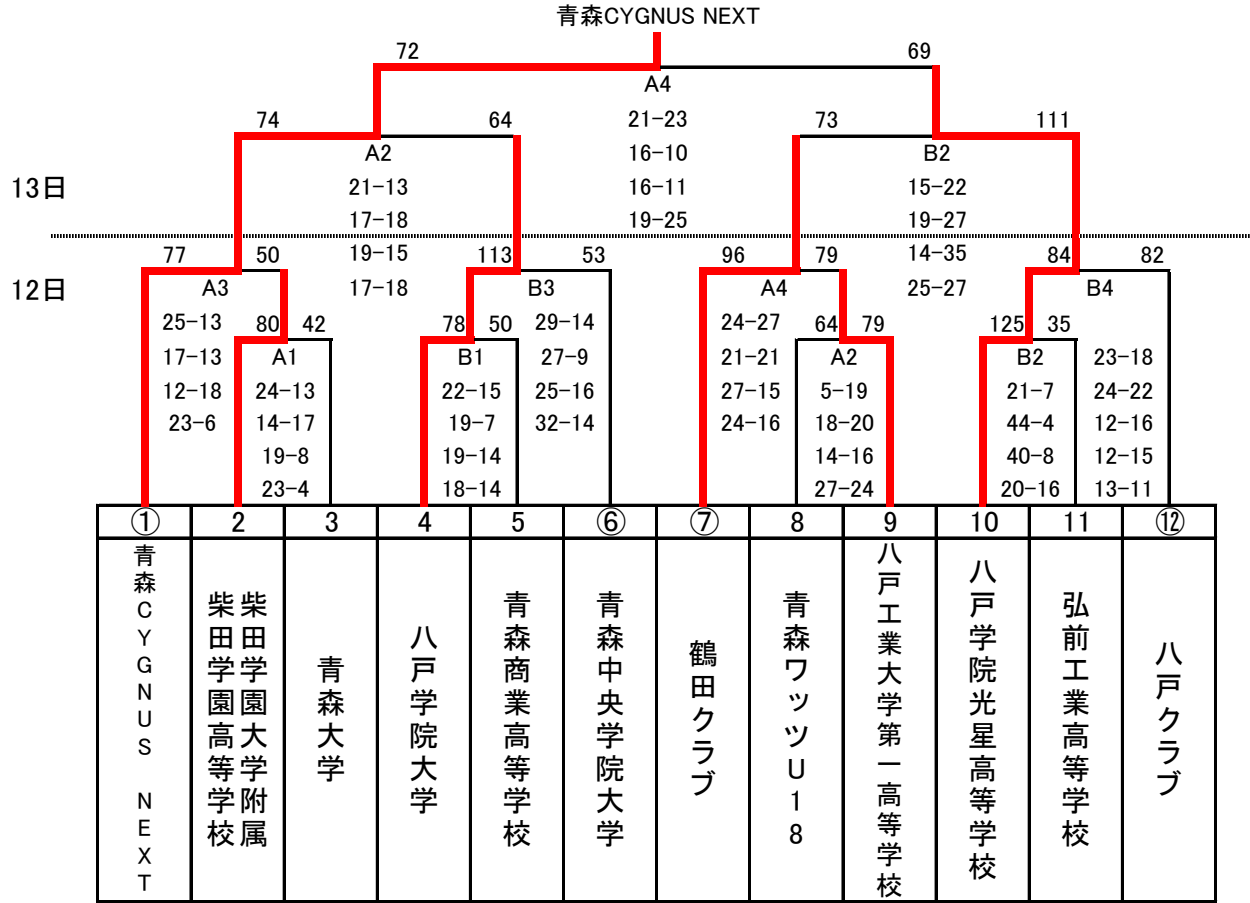 青森CYGNUS NEXT
72 69
A4
74 64 21-23 73 111
A2 16-10 B2
13日 21-13 16-11 15-22
17-18 19-25 19-27
77 50 19-15 113 53 96 79 14-35 84 82
12日 A3 17-18 B3 A4 25-27 B4
25-13 80 42 78 50 29-14 24-27 64 79 125 35
17-13 A1 B1 27-9 21-21 A2 B2 23-18
12-18 24-13 22-15 25-16 27-15 5-19 21-7 24-22
23-6 14-17 19-7 32-14 24-16 18-20 44-4 12-16
19-8 19-14 14-16 40-8 12-15
23-4 18-14 27-24 20-16 13-11
① 2 3 4 5 ⑥ ⑦ 8 9 10 11 ⑫
青森CYGNUS NEXT
柴田学園大学附属
柴田学園高等学校
青森大学
八戸学院大学
青森商業高等学校
青森中央学院大学
鶴田クラブ
青森ワッツU18
八戸工業大学第一高等学校
八戸学院光星高等学校
弘前工業高等学校
八戸クラブ